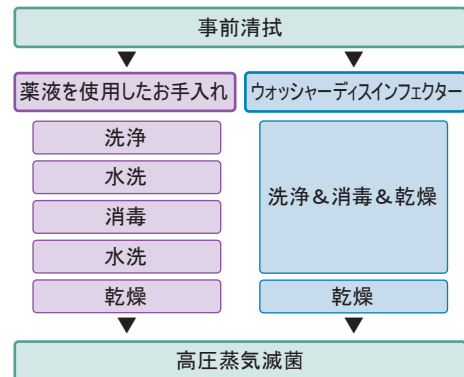 事前清拭
薬液を使用したお手入れ
洗浄
水洗
消毒
水洗
乾燥
ウォッシャーディスインフェクター
洗浄&消毒&乾燥
乾燥
高圧蒸気滅菌